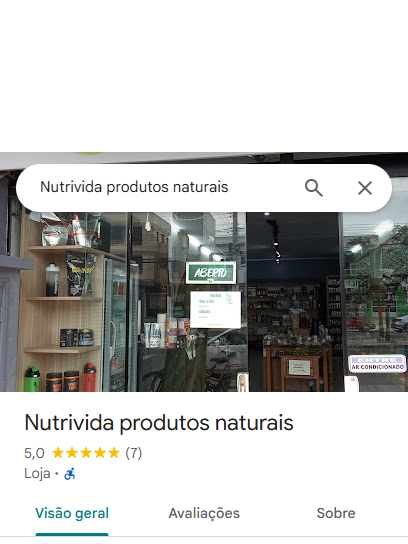 Nutrivida produtos naturais
ABERTO
ENTRE
AR CONDICIONADO
Nutrivida produtos naturais
5,0 (7)
Loja •
Visão geral Avaliações Sobre